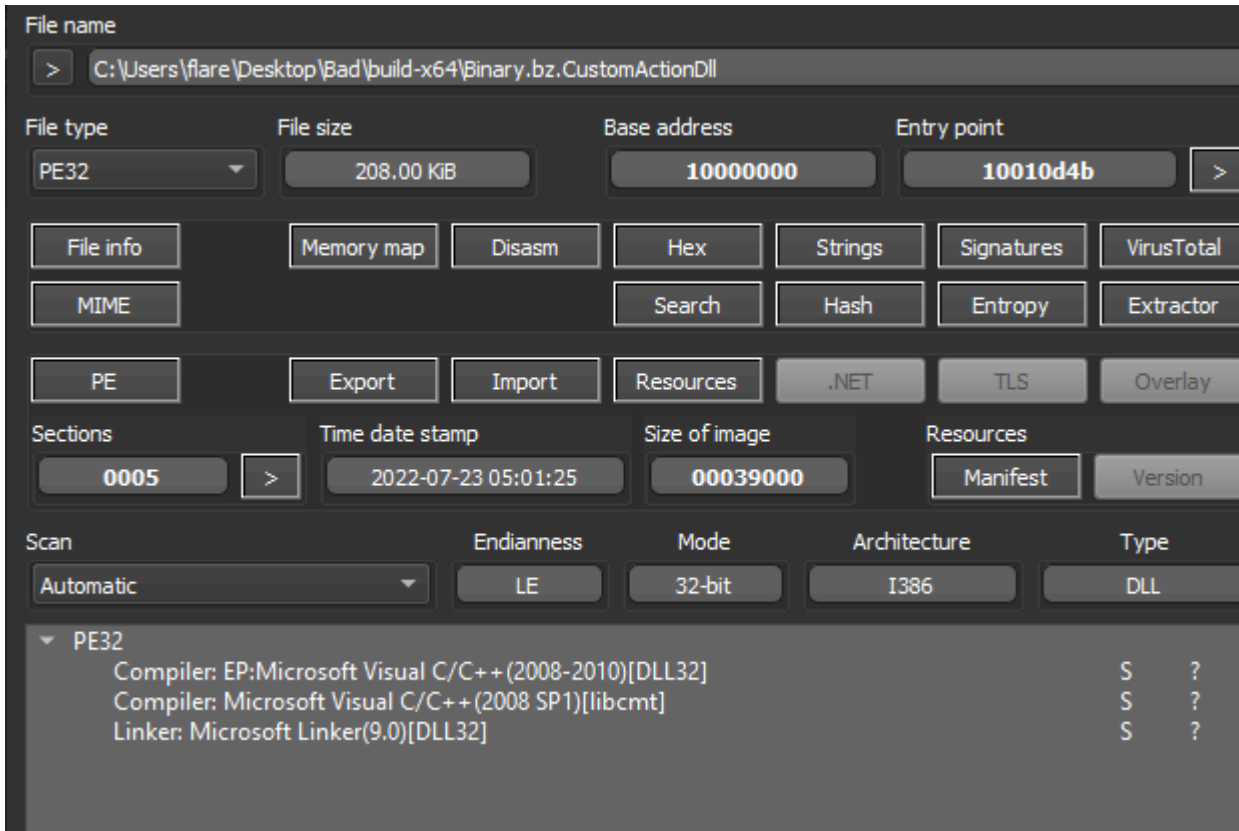 File name
> C:\Users\flare\Desktop\Bad\build-x64\Binary.bz.CustomActionDll
File type File size Base address Entry point
PE32 208.00 KiB 10000000 10010d4b >
File info Memory map Disasm Hex Strings Signatures VirusTotal
MIME Search Hash Entropy Extractor
PE Export Import Resources .NET TLS Overlay
Sections Time date stamp Size of image Resources
0005 > 2022-07-23 05:01:25 00039000 Manifest Version
Scan Endianness Mode Architecture Type
Automatic LE 32-bit I386 DLL
PE32
Compiler: EP:Microsoft Visual C/C++(2008-2010)[DLL32] S ?
Compiler: Microsoft Visual C/C++(2008 SP1)[libcmt] S ?
Linker: Microsoft Linker(9.0)[DLL32] S ?